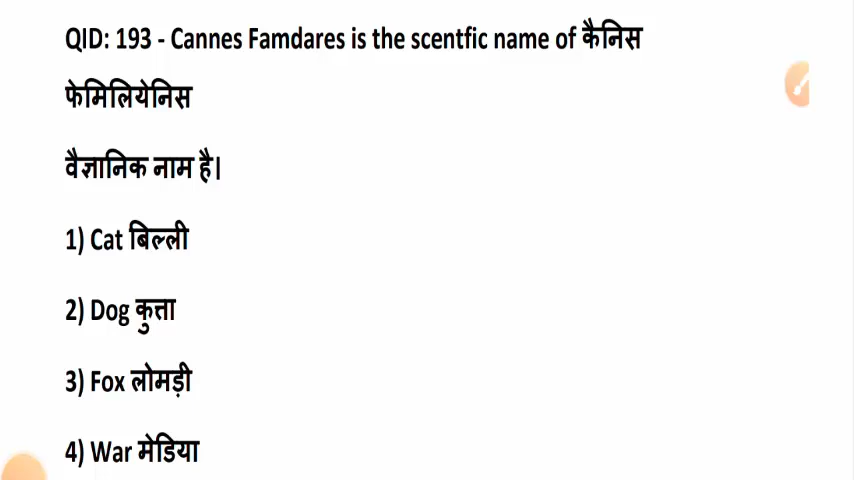 QID: 193 - Cannes Famdares is the scentfic name of कैनिस
फेमिलियेनिस
वैज्ञानिक नाम है।
1) Cat बिल्ली
2) Dog कुत्ता
3) Fox लोमड़ी
4) War मेडिया